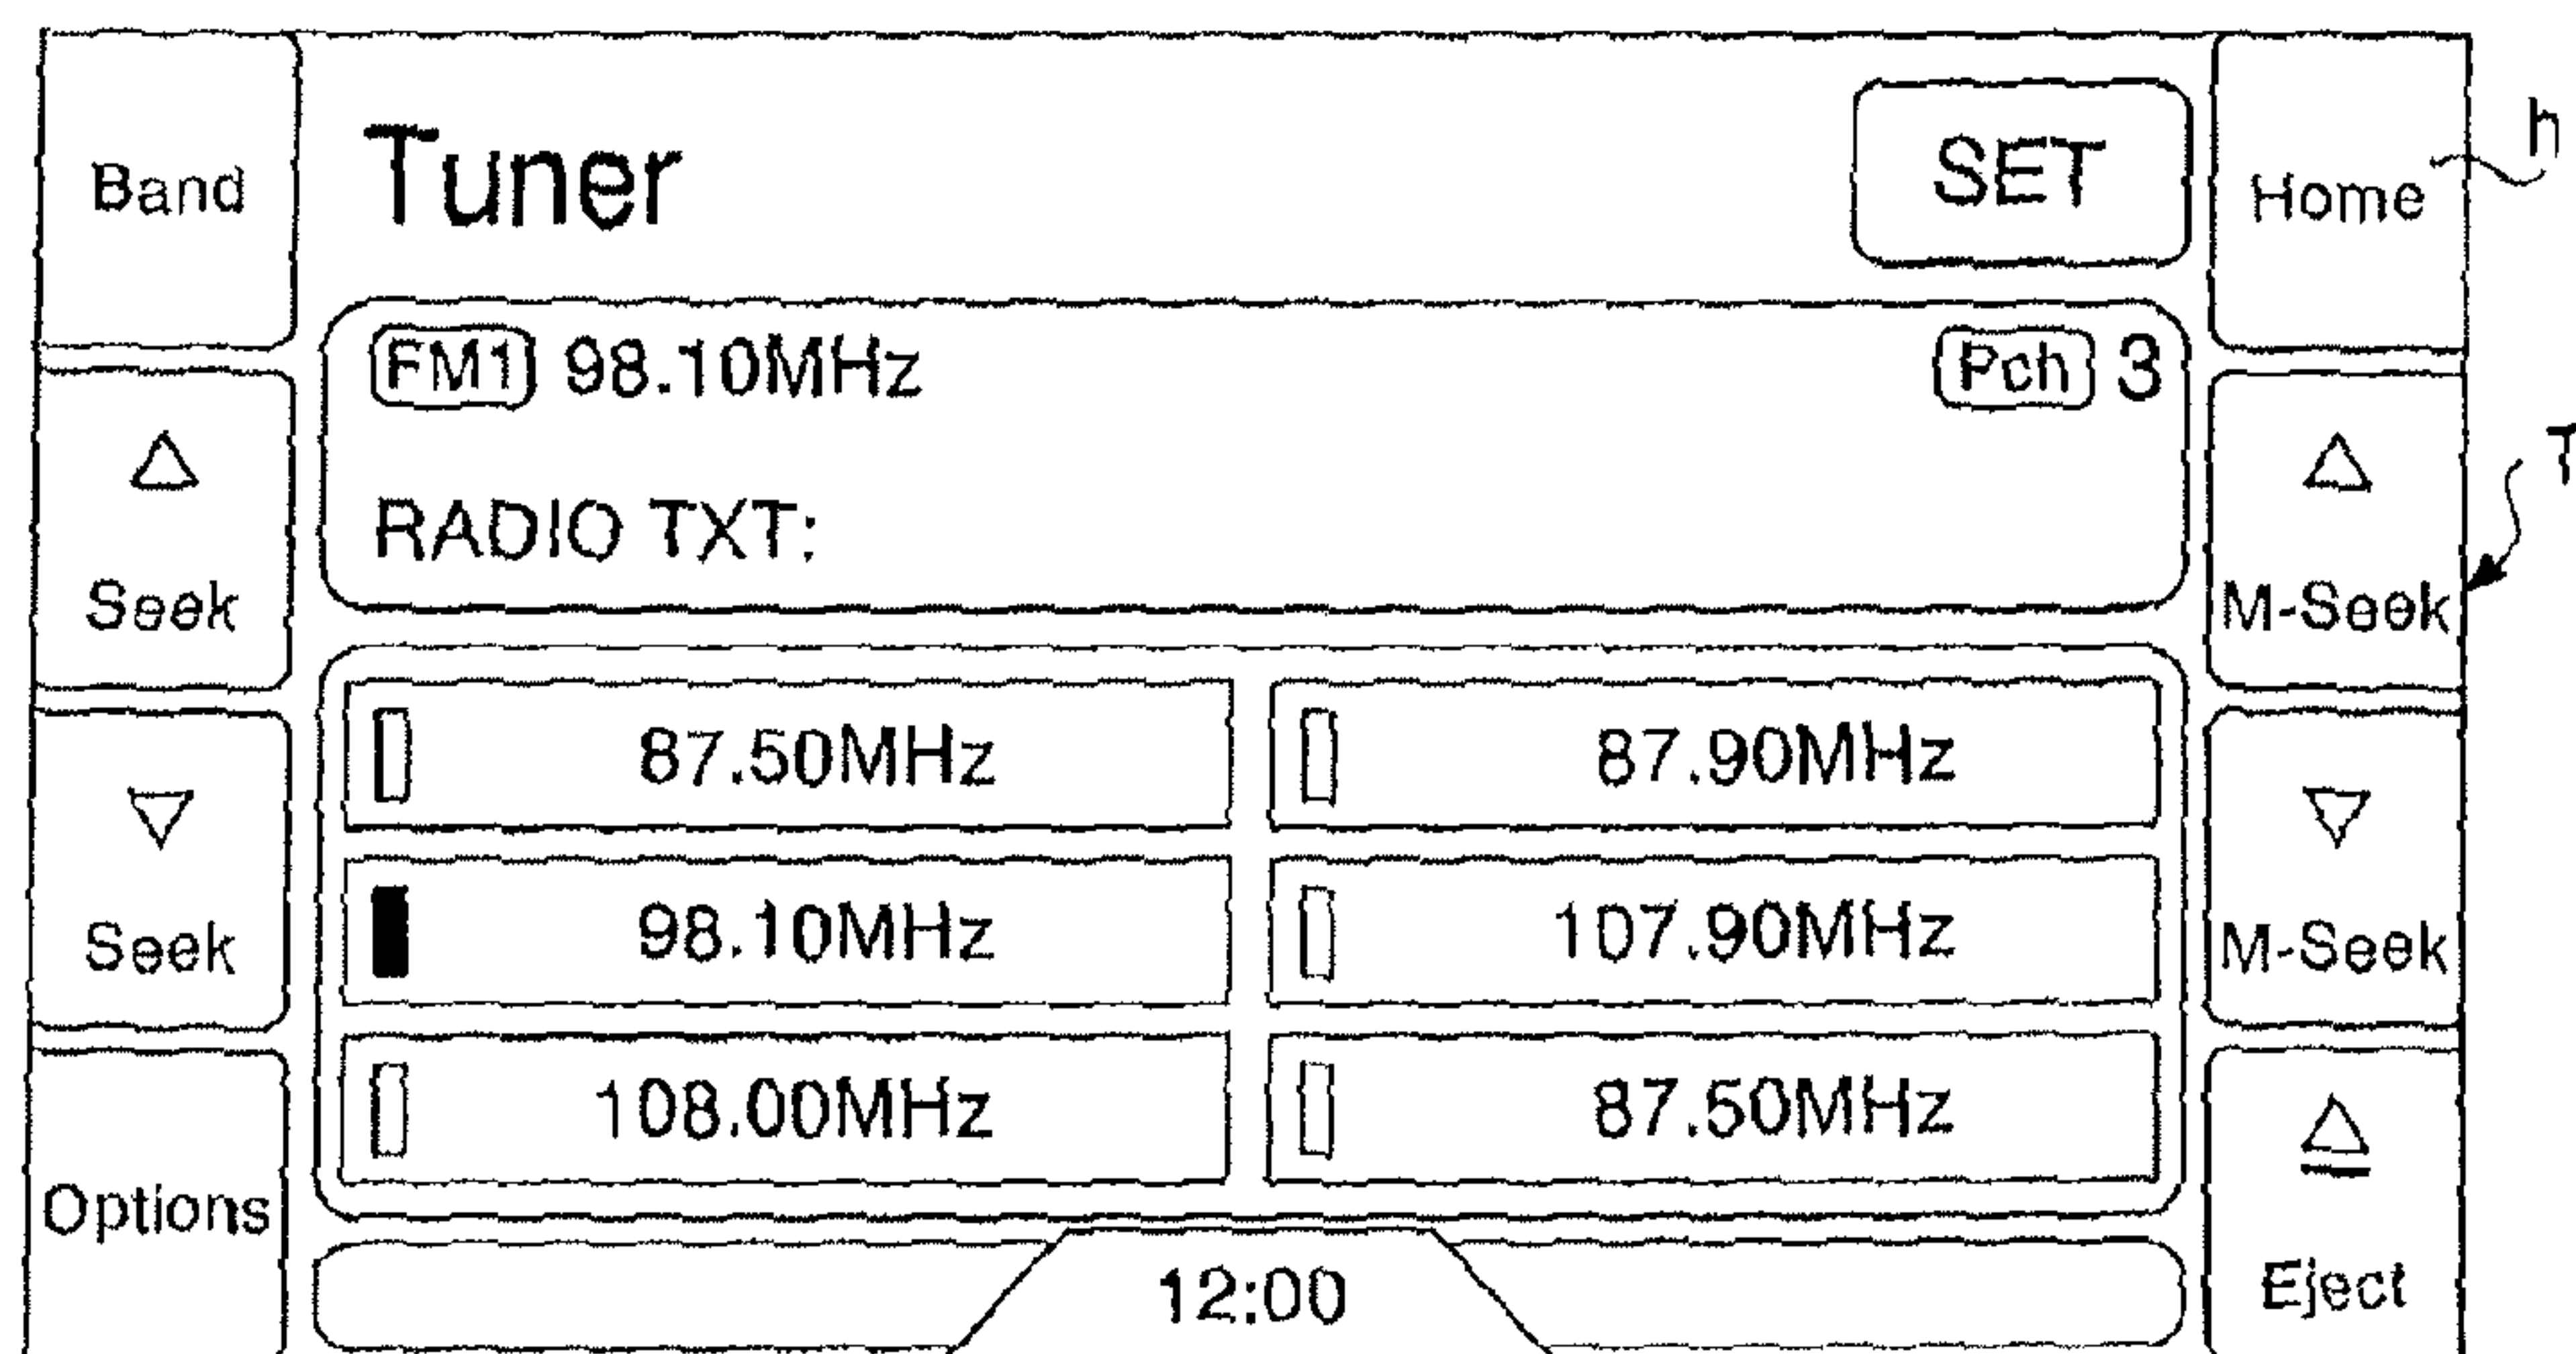 Band
Tuner
SET
Home
h
FM1 98.10MHz
Pch 3
RADIO TXT:
△
Seek
△
M-Seek
T
87.50MHz
87.90MHz
▽
Seek
98.10MHz
107.90MHz
▽
M-Seek
108.00MHz
87.50MHz
Options
12:00
Eject